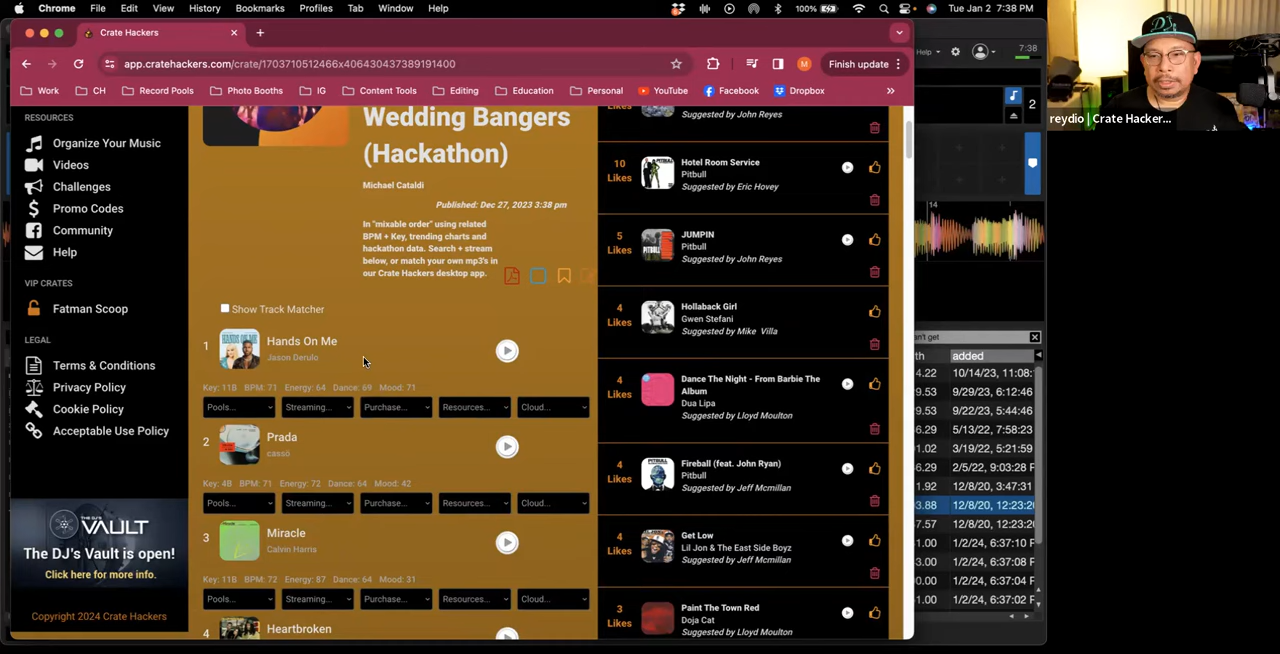 Chrome File Edit View History Bookmarks Profiles Tab Window Help
100% Tue Jan 2 7:38 PM
Crate Hackers
app.cratehackers.com/crate/1703710512466x406430437389191400
M
Finish update
Work CH Record Pools Photo Booths IG Content Tools Editing Education Personal YouTube Facebook Dropbox »
RESOURCES
Organize Your Music
Videos
Challenges
Promo Codes
Community
Help
VIP CRATES
Fatman Scoop
LEGAL
Terms & Conditions
Privacy Policy
Cookie Policy
Acceptable Use Policy
THE DJ'S
VAULT
The DJ's Vault is open!
Click here for more info.
Copyright 2024 Crate Hackers
Wedding Bangers
(Hackathon)
Michael Cataldi
Published: Dec 27, 2023 3:38 pm
In "mixable order" using related
BPM + Key, trending charts and
hackathon data. Search + stream
below, or match your own mp3's in
our Crate Hackers desktop app.
Show Track Matcher
1
Hands On Me
Jason Derulo
Key: 11B BPM: 71 Energy: 64 Dance: 69 Mood: 71
Pools... Streaming... Purchase... Resources... Cloud...
2
Prada
cassö
Key: 4B BPM: 71 Energy: 72 Dance: 64 Mood: 42
Pools... Streaming... Purchase... Resources... Cloud...
3
Miracle
Calvin Harris
Key: 11B BPM: 72 Energy: 87 Dance: 64 Mood: 31
Pools... Streaming... Purchase... Resources... Cloud...
4
Heartbroken
Suggested by John Reyes
10
Likes
Hotel Room Service
Pitbull
Suggested by Eric Hovey
5
Likes
JUMPIN
Pitbull
Suggested by John Reyes
4
Likes
Hollaback Girl
Gwen Stefani
Suggested by Mike Villa
4
Likes
Dance The Night - From Barbie The
Album
Dua Lipa
Suggested by Lloyd Moulton
4
Likes
Fireball (feat. John Ryan)
Pitbull
Suggested by Jeff Mcmillan
4
Likes
Get Low
Lil Jon & The East Side Boyz
Suggested by Jeff Mcmillan
3
Likes
Paint The Town Red
Doja Cat
Suggested by Lloyd Moulton
Help 7:38
2
14
added
10/14/23, 11:08:
9/22/23, 6:12:46
9/22/23, 5:44:46
5/13/22, 7:58:23
3/19/22, 5:21:59
2/5/22, 9:03:28
12/8/20, 3:47:31
12/8/20, 12:23:20
12/8/20, 12:23:20
1/2/24, 6:37:10
1/2/24, 6:37:08
1/2/24, 6:37:04
1/2/24, 6:37:02
reydio | Crate Hacker...